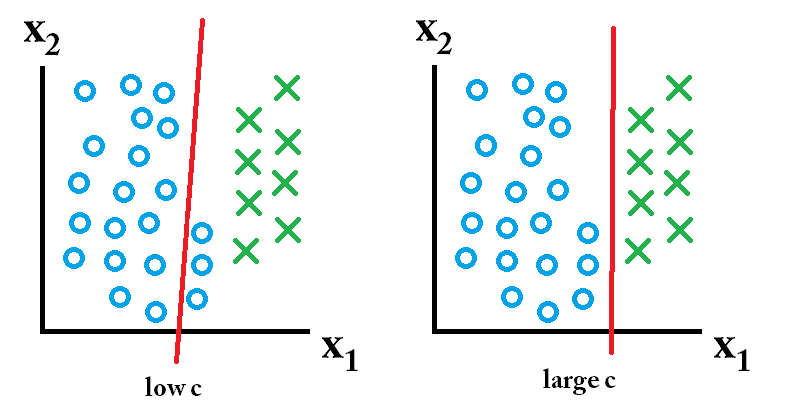 x₂
x₁
low c
x₂
x₁
large c